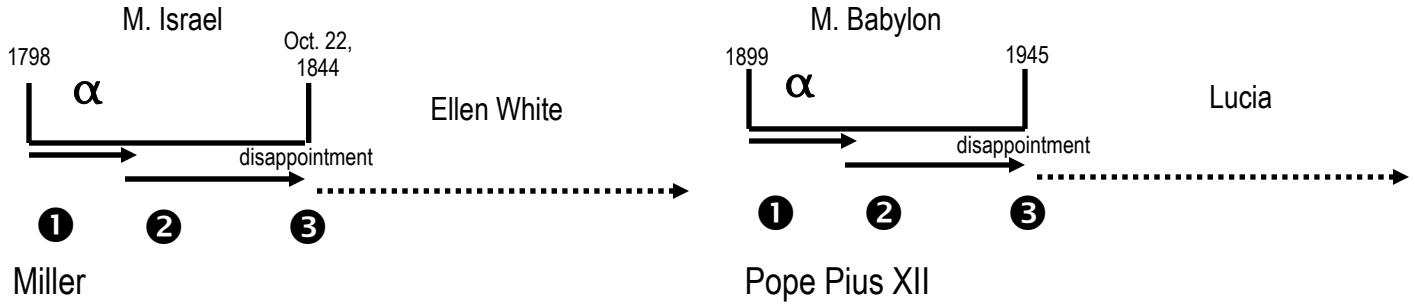 M. Israel
1798
Oct. 22,
1844
α
Ellen White
disappointment
❶ ❷ ❸
Miller
M. Babylon
1899
1945
α
Lucia
disappointment
❶ ❷ ❸
Pope Pius XII